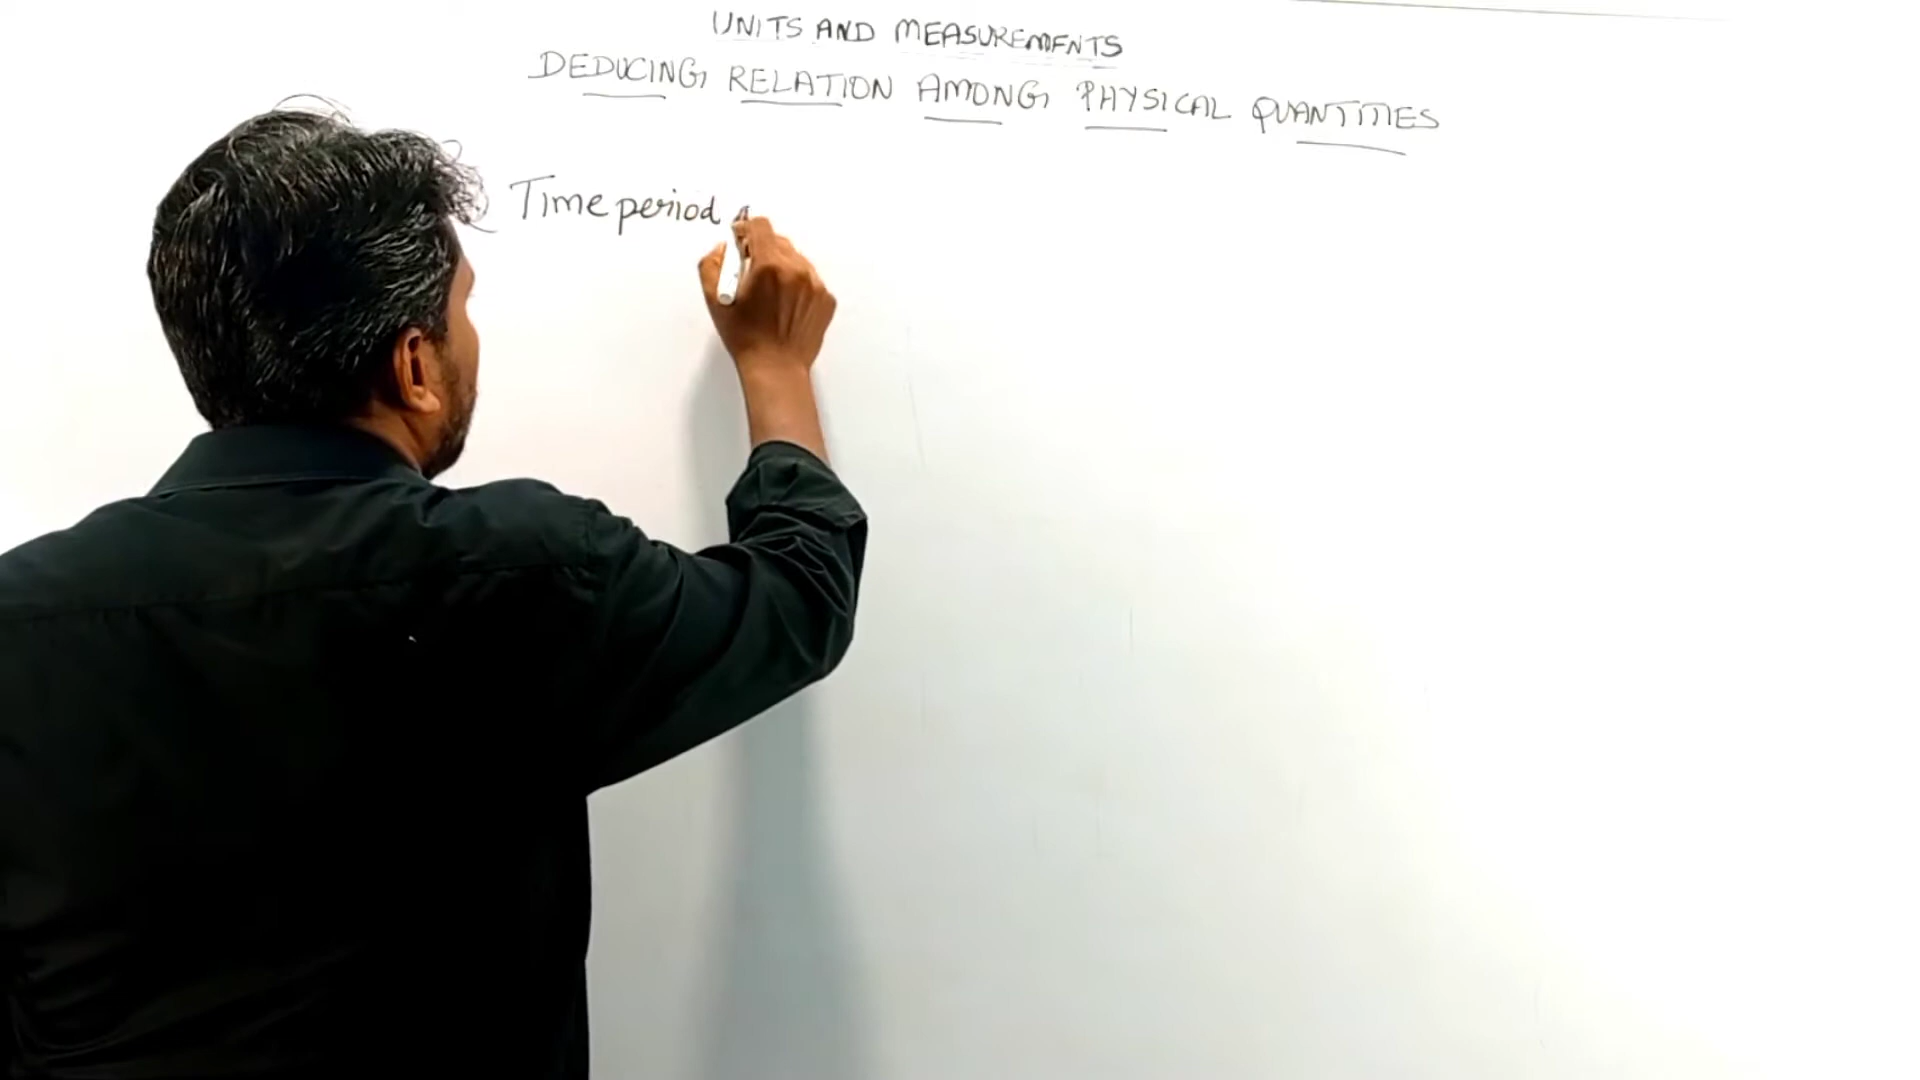 UNITS AND MEASUREMENTS
DEDUCING RELATION AMONG PHYSICAL QUANTITIES
Time period